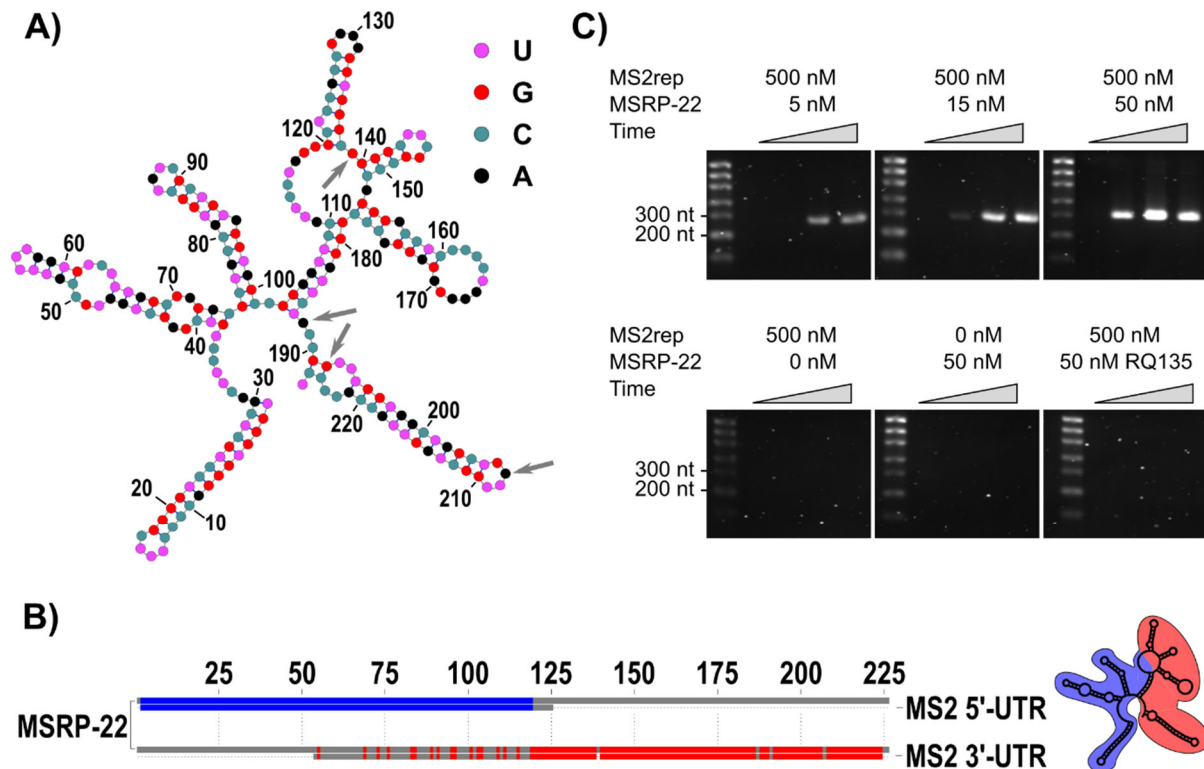 A)
130
U
G
C
A
120
140
150
90
110
160
80
180
60
100
70
170
50
190
40
30
200
220
20
210
10
C)
MS2rep 500 nM 500 nM 500 nM
MSRP-22 5 nM 15 nM 50 nM
Time
300 nt
200 nt
MS2rep 500 nM 0 nM 500 nM
MSRP-22 0 nM 50 nM 50 nM RQ135
Time
300 nt
200 nt
B)
25 50 75 100 125 150 175 200 225
MS2 5'-UTR
MSRP-22
MS2 3'-UTR